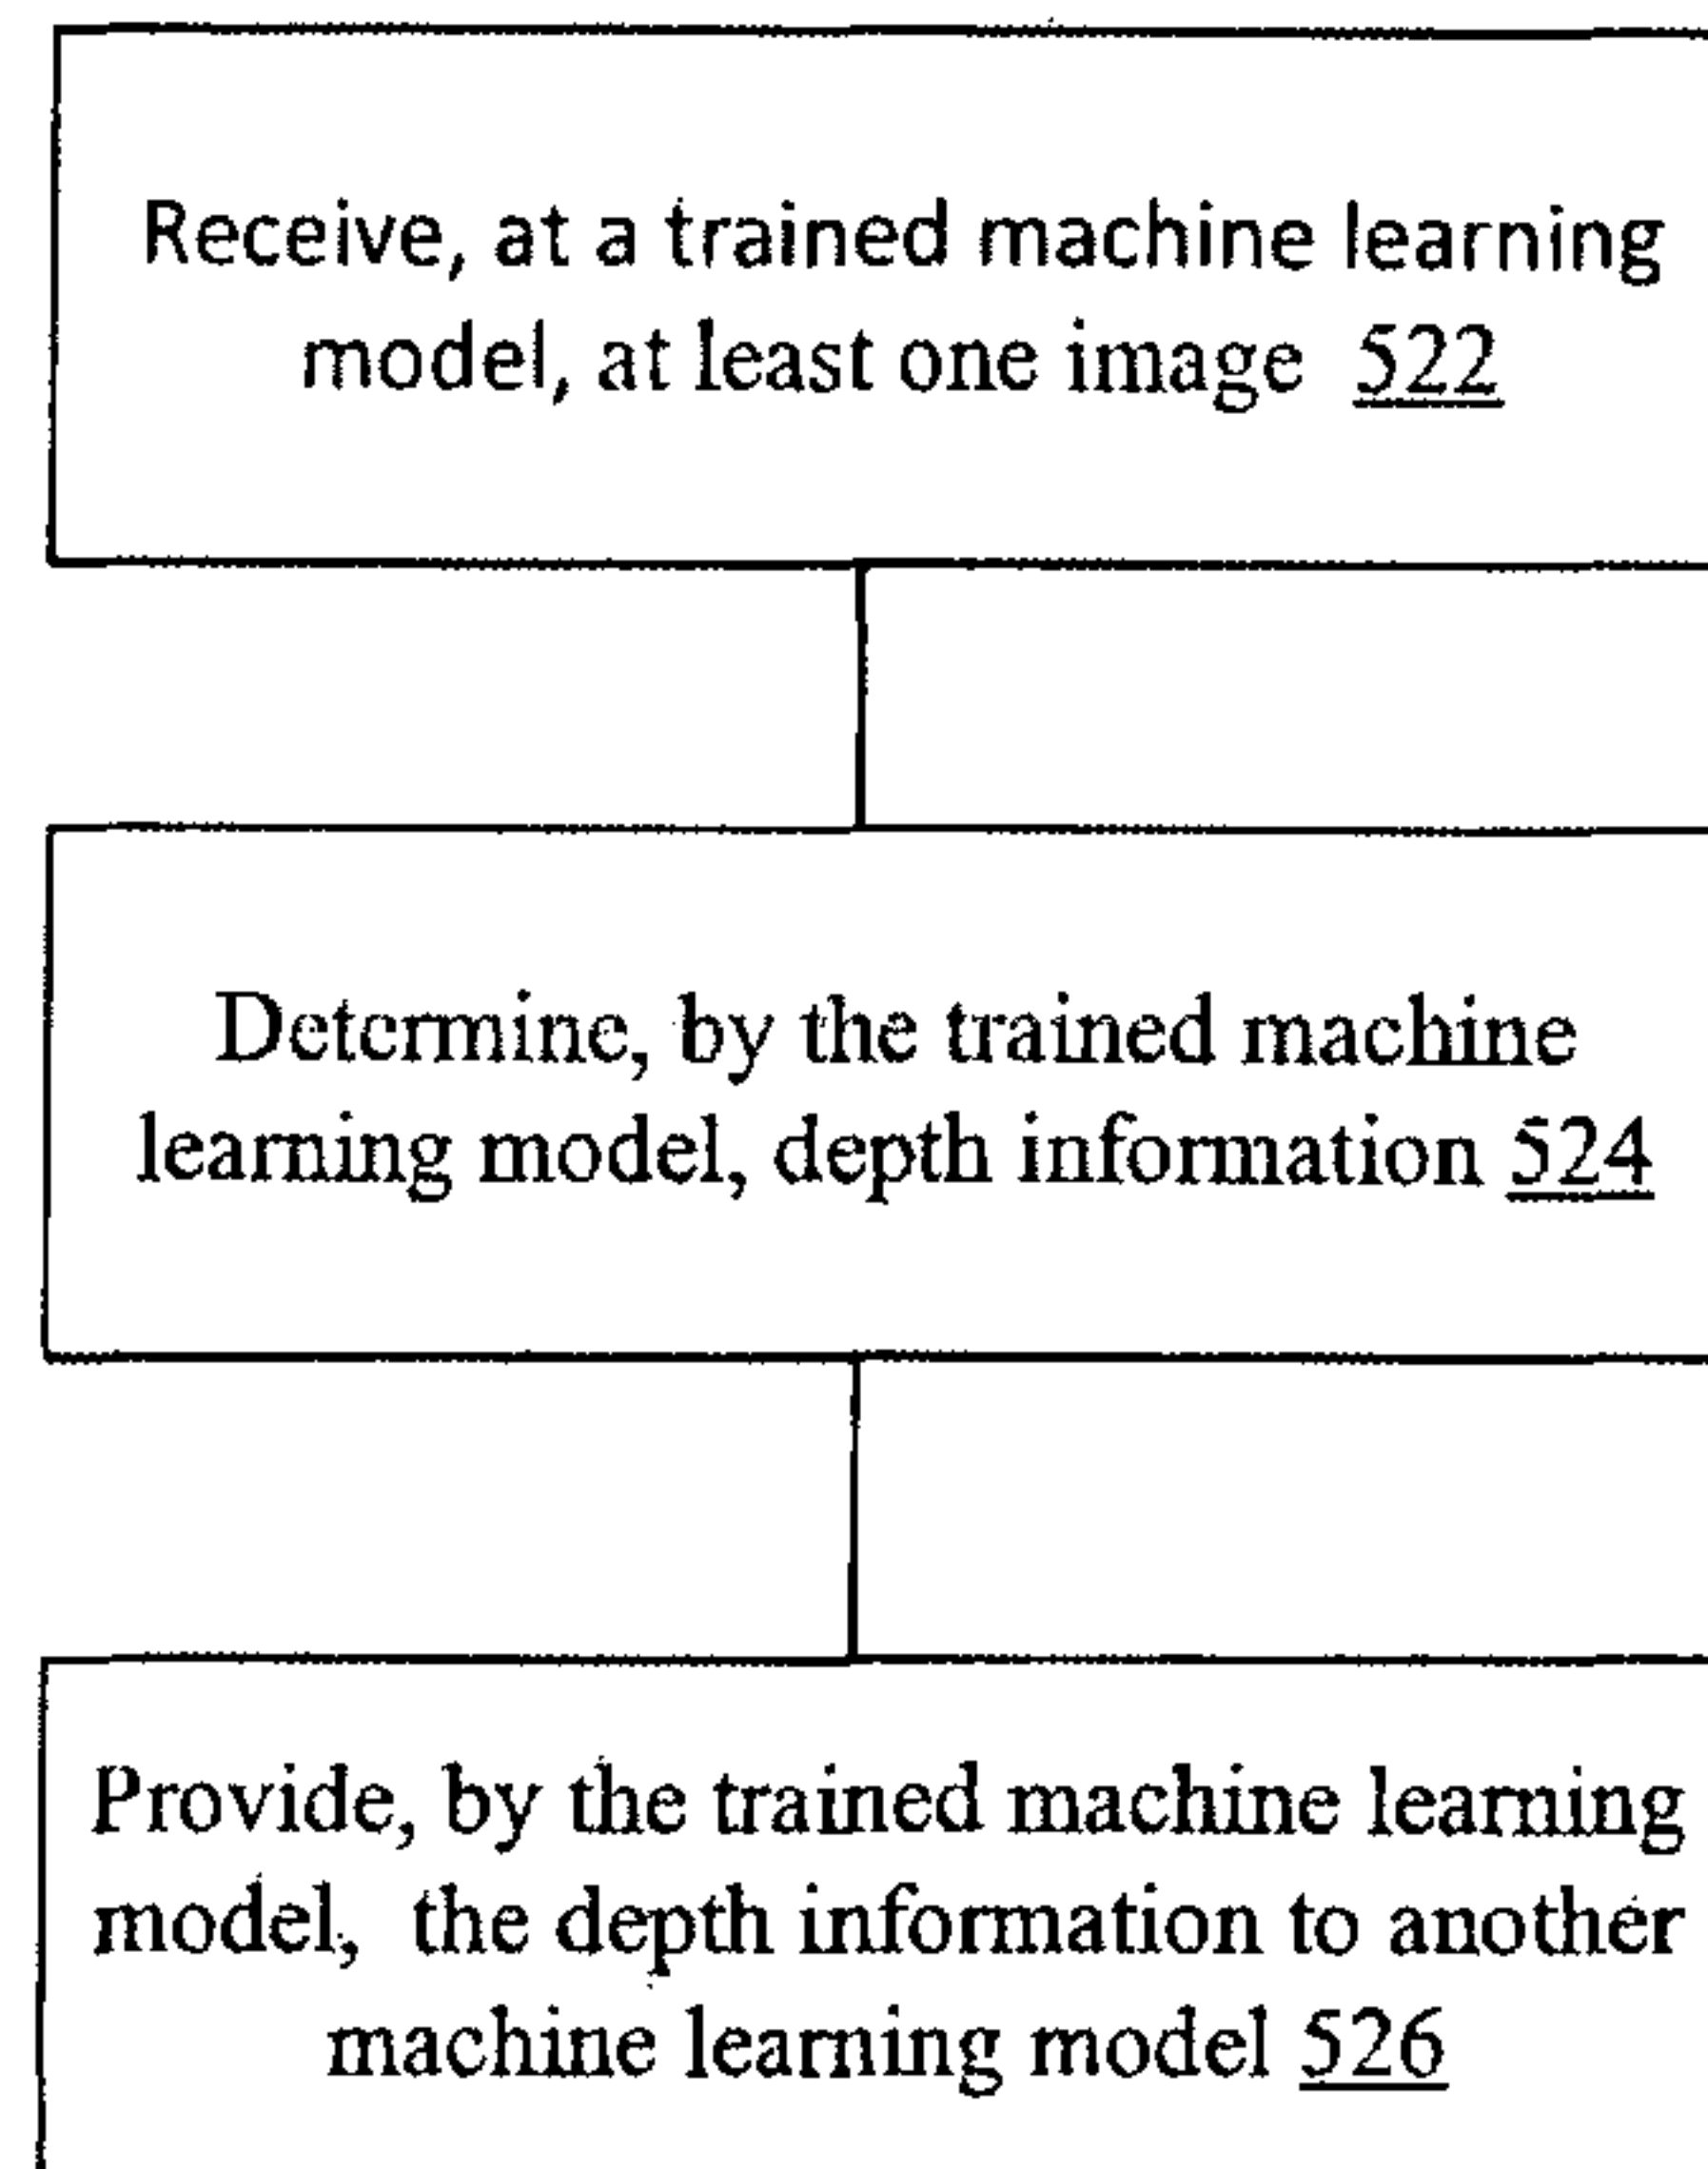 Receive, at a trained machine learning
model, at least one image 522
Determine, by the trained machine
learning model, depth information 524
Provide, by the trained machine learning
model, the depth information to another
machine learning model 526